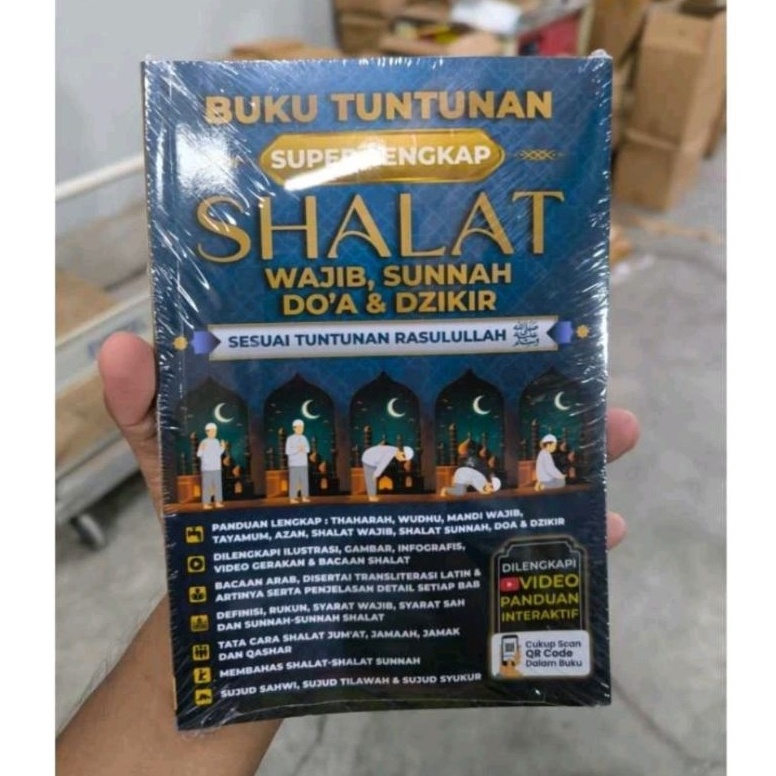 BUKU TUNTUNAN
SUPER LENGKAP
SHALAT
WAJIB, SUNNAH
DO'A & DZIKIR
SESUAI TUNTUNAN RASULULLAH ﷺ
PANDUAN LENGKAP : THAHARAH, WUDHU, MANDI WAJIB,
TAYAMUM, AZAN, SHALAT WAJIB, SHALAT SUNNAH, DOA & DZIKIR
DILENGKAPI ILUSTRASI, GAMBAR, INFOGRAFIS,
VIDEO GERAKAN & BACAAN SHALAT
BACAAN ARAB, DISERTAI TRANSLITERASI LATIN &
ARTINYA SERTA PENJELASAN DETAIL SETIAP BAB
DEFINISI, RUKUN, SYARAT WAJIB, SYARAT SAH
DAN SUNNAH-SUNNAH SHALAT
TATA CARA SHALAT JUM'AT, JAMAAH, JAMAK
DAN QASHAR
MEMBAHAS SHALAT-SHALAT SUNNAH
SUJUD SAHWI, SUJUD TILAWAH & SUJUD SYUKUR
DILENGKAPI
VIDEO
PANDUAN
INTERAKTIF
Cukup Scan
QR Code
Dalam Buku